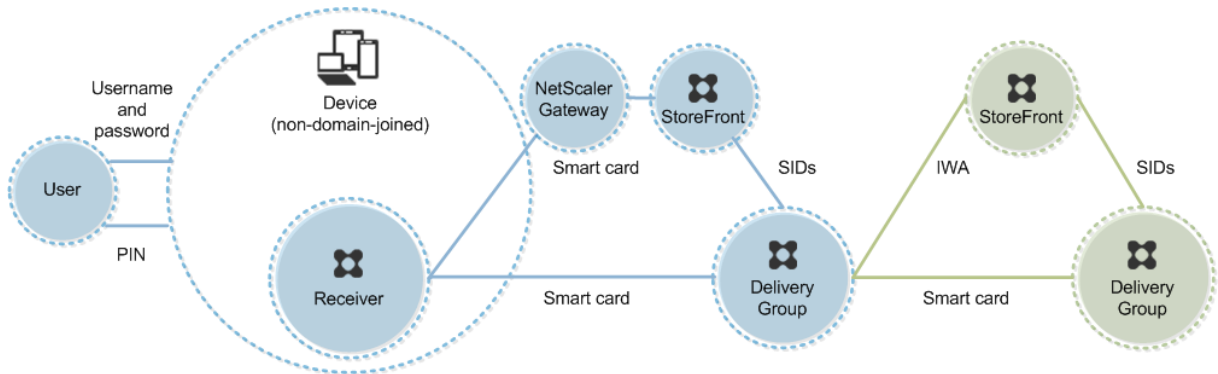 Username
and
password
User
PIN
Device
(non-domain-joined)
Receiver
NetScaler
Gateway
StoreFront
Smart card
SIDs
Smart card
Delivery
Group
IWA
StoreFront
SIDs
Smart card
Delivery
Group